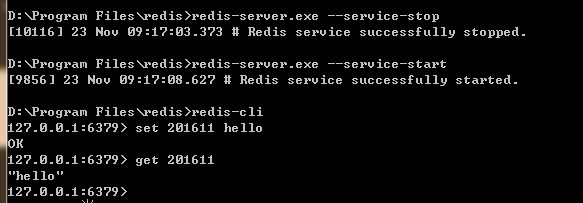 D:\Program Files\redis>redis-server.exe --service-stop
[10116] 23 Nov 09:17:03.373 # Redis service successfully stopped.
D:\Program Files\redis>redis-server.exe --service-start
[9856] 23 Nov 09:17:08.627 # Redis service successfully started.
D:\Program Files\redis>redis-cli
127.0.0.1:6379> set 201611 hello
OK
127.0.0.1:6379> get 201611
"hello"
127.0.0.1:6379>